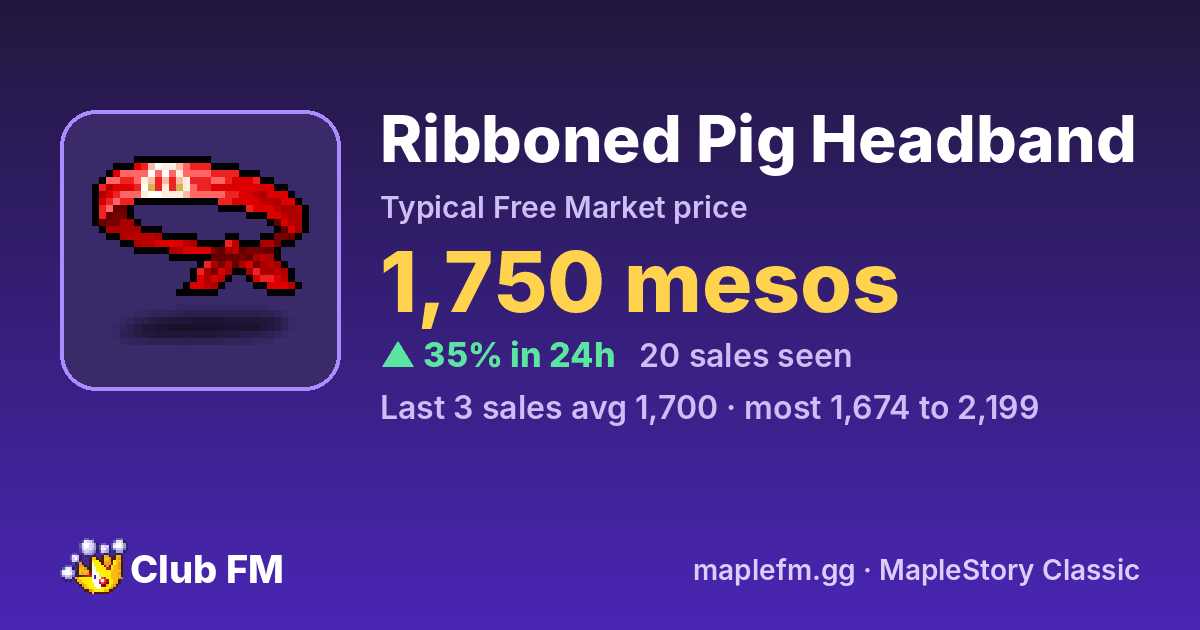 Ribboned Pig Headband
Typical Free Market price
1,750 mesos
▲ 35% in 24h 20 sales seen
Last 3 sales avg 1,700 · most 1,674 to 2,199
Club FM
maplefm.gg · MapleStory Classic